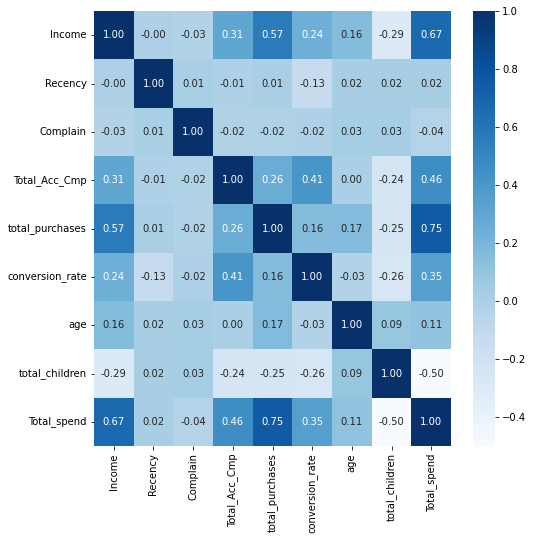 Income 1.00 -0.00 -0.03 0.31 0.57 0.24 0.16 -0.29 0.67
Recency -0.00 1.00 0.01 -0.01 0.01 -0.13 0.02 0.02 0.02
Complain -0.03 0.01 1.00 -0.02 -0.02 -0.02 0.03 0.03 -0.04
Total_Acc_Cmp 0.31 -0.01 -0.02 1.00 0.26 0.41 0.00 -0.24 0.46
total_purchases 0.57 0.01 -0.02 0.26 1.00 0.16 0.17 -0.25 0.75
conversion_rate 0.24 -0.13 -0.02 0.41 0.16 1.00 -0.03 -0.26 0.35
age 0.16 0.02 0.03 0.00 0.17 -0.03 1.00 0.09 0.11
total_children -0.29 0.02 0.03 -0.24 -0.25 -0.26 0.09 1.00 -0.50
Total_spend 0.67 0.02 -0.04 0.46 0.75 0.35 0.11 -0.50 1.00
Income
Recency
Complain
Total_Acc_Cmp
total_purchases
conversion_rate
age
total_children
Total_spend
1.0
0.8
0.6
0.4
0.2
0.0
−0.2
−0.4